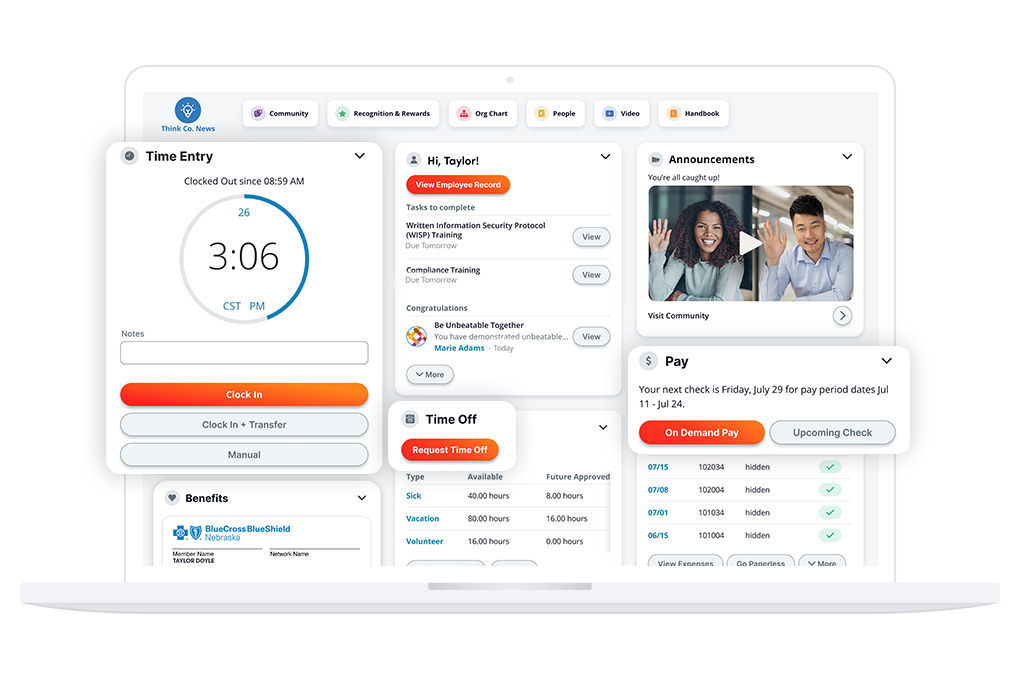 Think Co. News
Community
Recognition & Rewards
Org Chart
People
Video
Handbook
Time Entry
Clocked Out since 08:59 AM
26
3:06
CST PM
Notes
Clock In
Clock In + Transfer
Manual
Benefits
BlueCross BlueShield
Nebraska
Member Name
TAYLOR DOYLE
Network Name
Hi, Taylor!
View Employee Record
Tasks to complete
Written Information Security Protocol
(WISP) Training
Due Tomorrow
View
Compliance Training
Due Tomorrow
View
Congratulations
Be Unbeatable Together
You have demonstrated unbeatable...
Marie Adams - Today
View
More
Time Off
Request Time Off
Type Available Future Approved
Sick 40.00 hours 8.00 hours
Vacation 80.00 hours 16.00 hours
Volunteer 16.00 hours 0.00 hours
Announcements
You're all caught up!
Visit Community
$ Pay
Your next check is Friday, July 29 for pay period dates Jul
11 - Jul 24.
On Demand Pay
Upcoming Check
07/15 102034 hidden
07/08 102004 hidden
07/01 101034 hidden
06/15 101004 hidden
View Expenses
Go Paperless
More